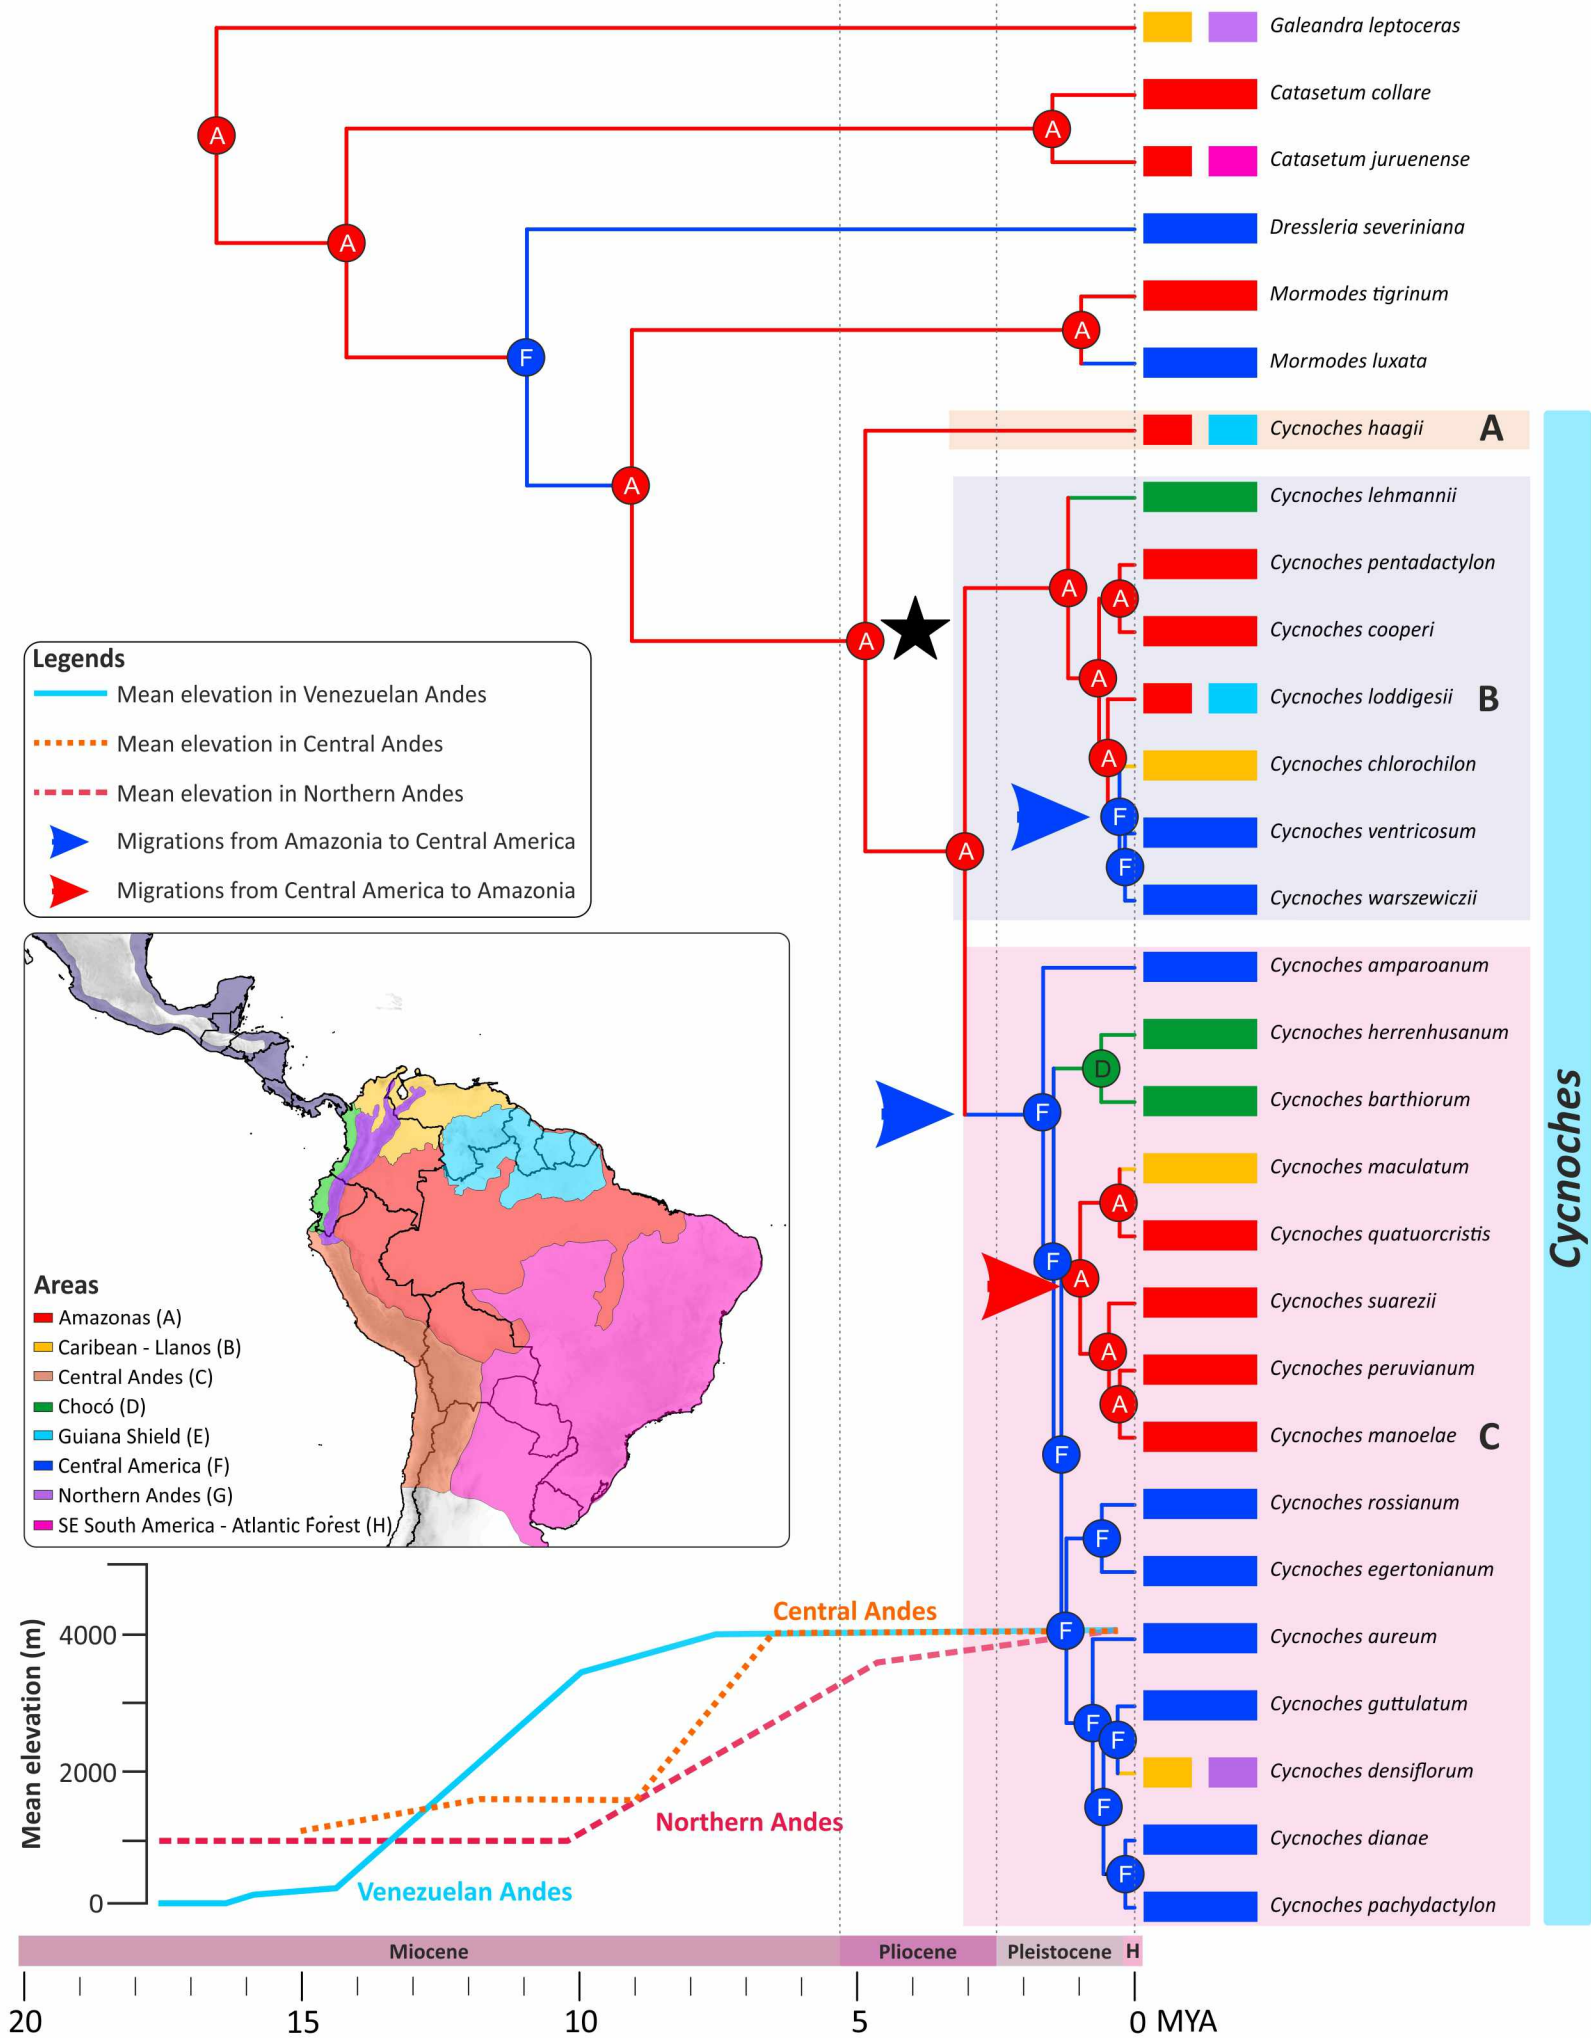 Galeandra leptoceras
Catasetum collare
A
A
Catasetum juruenense
A
Dressleria severiniana
Mormodes tigrinum
A
F
Mormodes luxata
Cycnoches haagii A
A
Cycnoches lehmannii
Cycnoches pentadactylon
A
A
Cycnoches cooperi
A
A
Cycnoches loddigesii B
A
Cycnoches chlorochilon
F
Cycnoches ventricosum
A
F
Cycnoches warszewiczii
Legends
Mean elevation in Venezuelan Andes
Mean elevation in Central Andes
Mean elevation in Northern Andes
Migrations from Amazonia to Central America
Migrations from Central America to Amazonia
Cycnoches amparoanum
Cycnoches herrenhusanum
D
Cycnoches barthiorum
F
Cycnoches maculatum
A
Cycnoches quatuorcristis
F
A
Cycnoches suarezii
A
Cycnoches peruvianum
A
Cycnoches manoelae C
F
Cycnoches rossianum
F
Cycnoches egertonianum
F
Cycnoches aureum
Cycnoches guttulatum
F
F
Cycnoches densiflorum
F
Cycnoches dianae
F
Cycnoches pachydactylon
Cycnoches
Areas
Amazonas (A)
Caribean - Llanos (B)
Central Andes (C)
Chocó (D)
Guiana Shield (E)
Central America (F)
Northern Andes (G)
SE South America - Atlantic Forest (H)
Mean elevation (m)
4000
2000
0
Central Andes
Northern Andes
Venezuelan Andes
Miocene Pliocene Pleistocene H
20 15 10 5 0 MYA